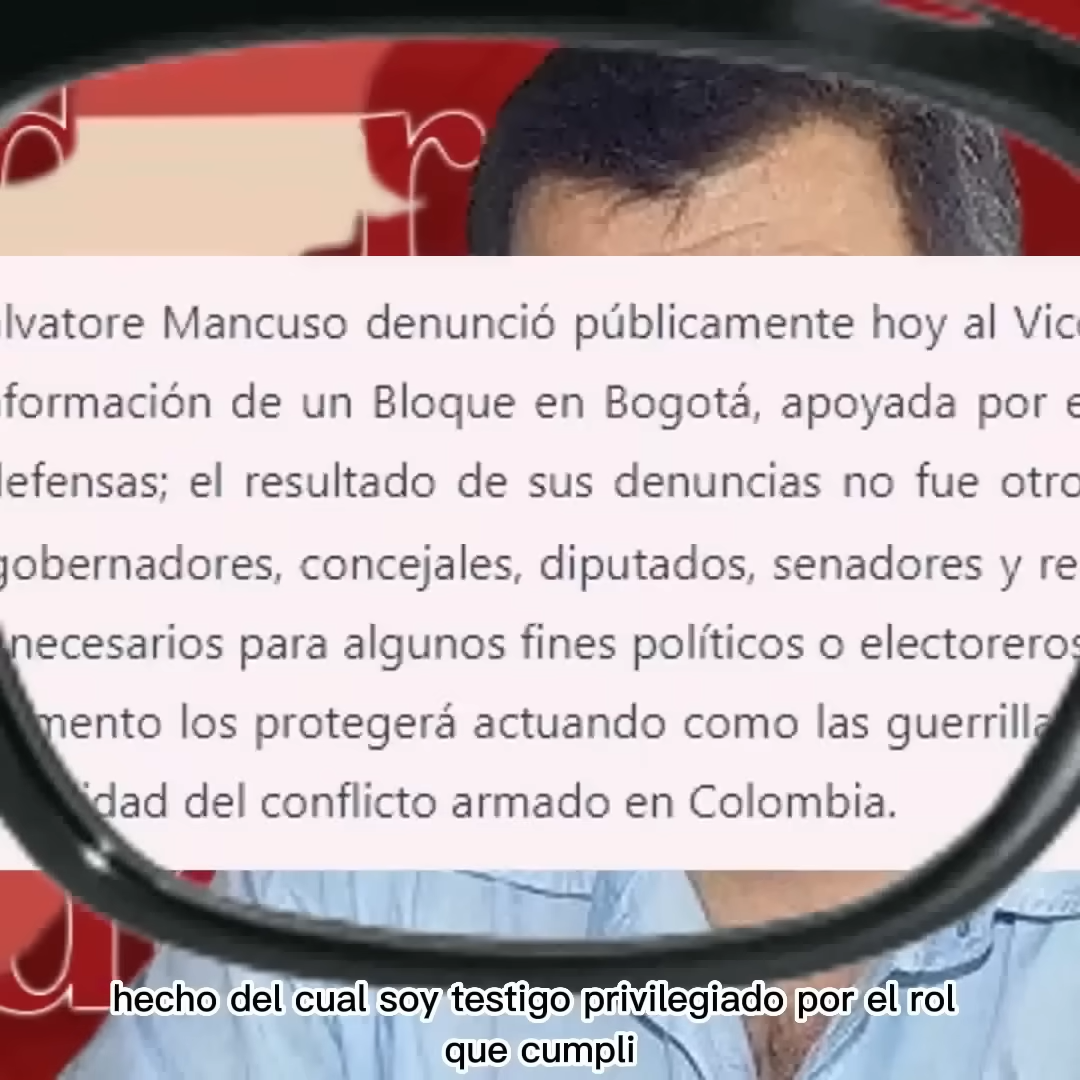 lvatore Mancuso denunció públicamente hoy al Vic
formación de un Bloque en Bogotá, apoyada por e
defensas; el resultado de sus denuncias no fue otro
gobernadores, concejales, diputados, senadores y re
necesarios para algunos fines políticos o electoreros
mento los protegerá actuando como las guerrilla
idad del conflicto armado en Colombia.
hecho del cual soy testigo privilegiado por el rol
que cumpli